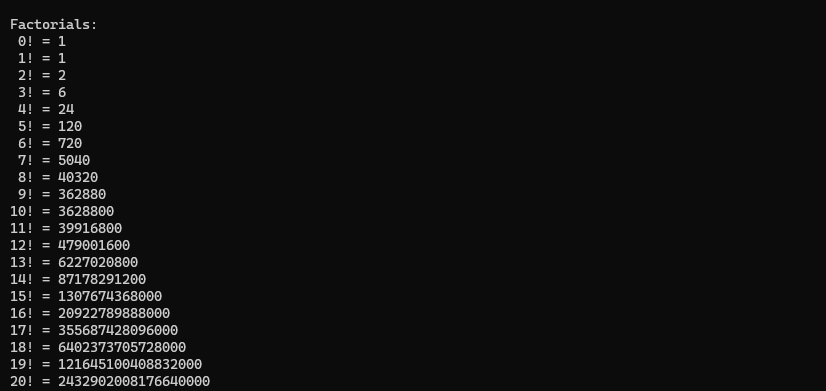 Factorials:
 0! = 1
 1! = 1
 2! = 2
 3! = 6
 4! = 24
 5! = 120
 6! = 720
 7! = 5040
 8! = 40320
 9! = 362880
10! = 3628800
11! = 39916800
12! = 479001600
13! = 6227020800
14! = 87178291200
15! = 1307674368000
16! = 20922789888000
17! = 355687428096000
18! = 6402373705728000
19! = 121645100408832000
20! = 2432902008176640000